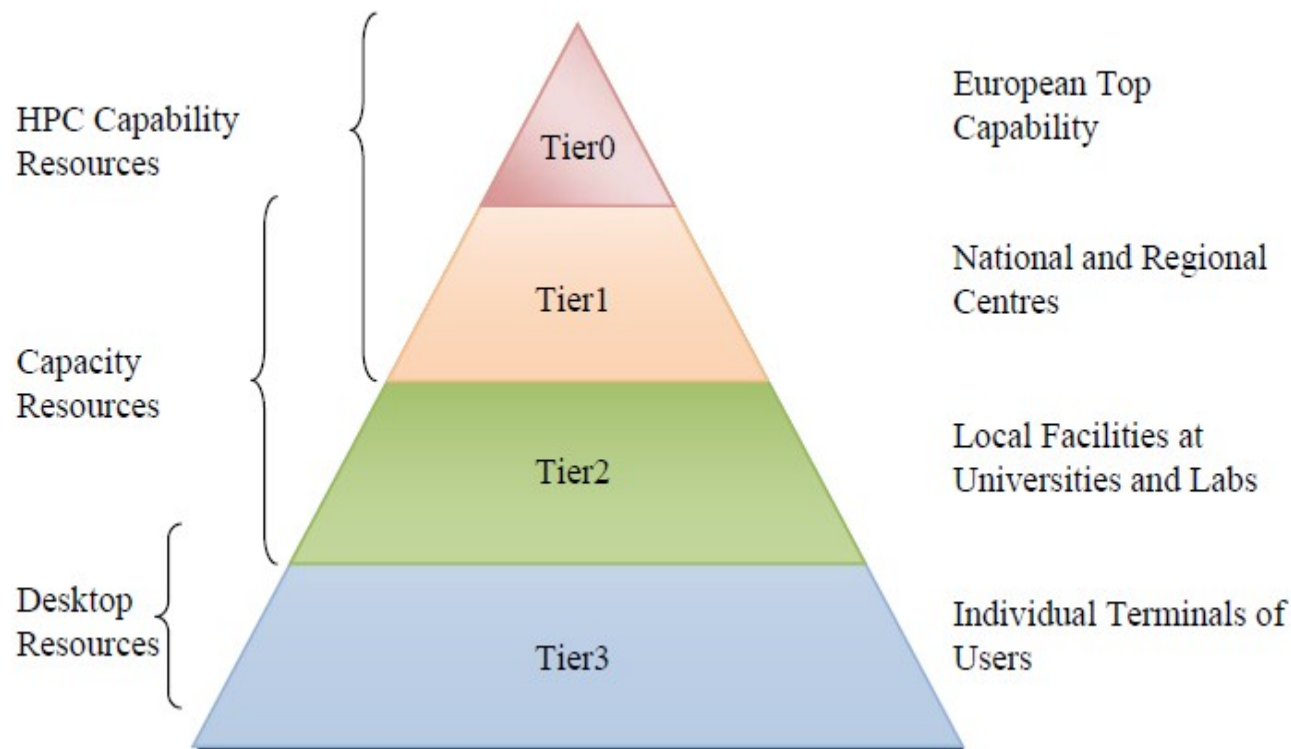 HPC Capability
Resources
Tier0
European Top
Capability
Tier1
National and Regional
Centres
Capacity
Resources
Tier2
Local Facilities at
Universities and Labs
Desktop
Resources
Tier3
Individual Terminals of
Users